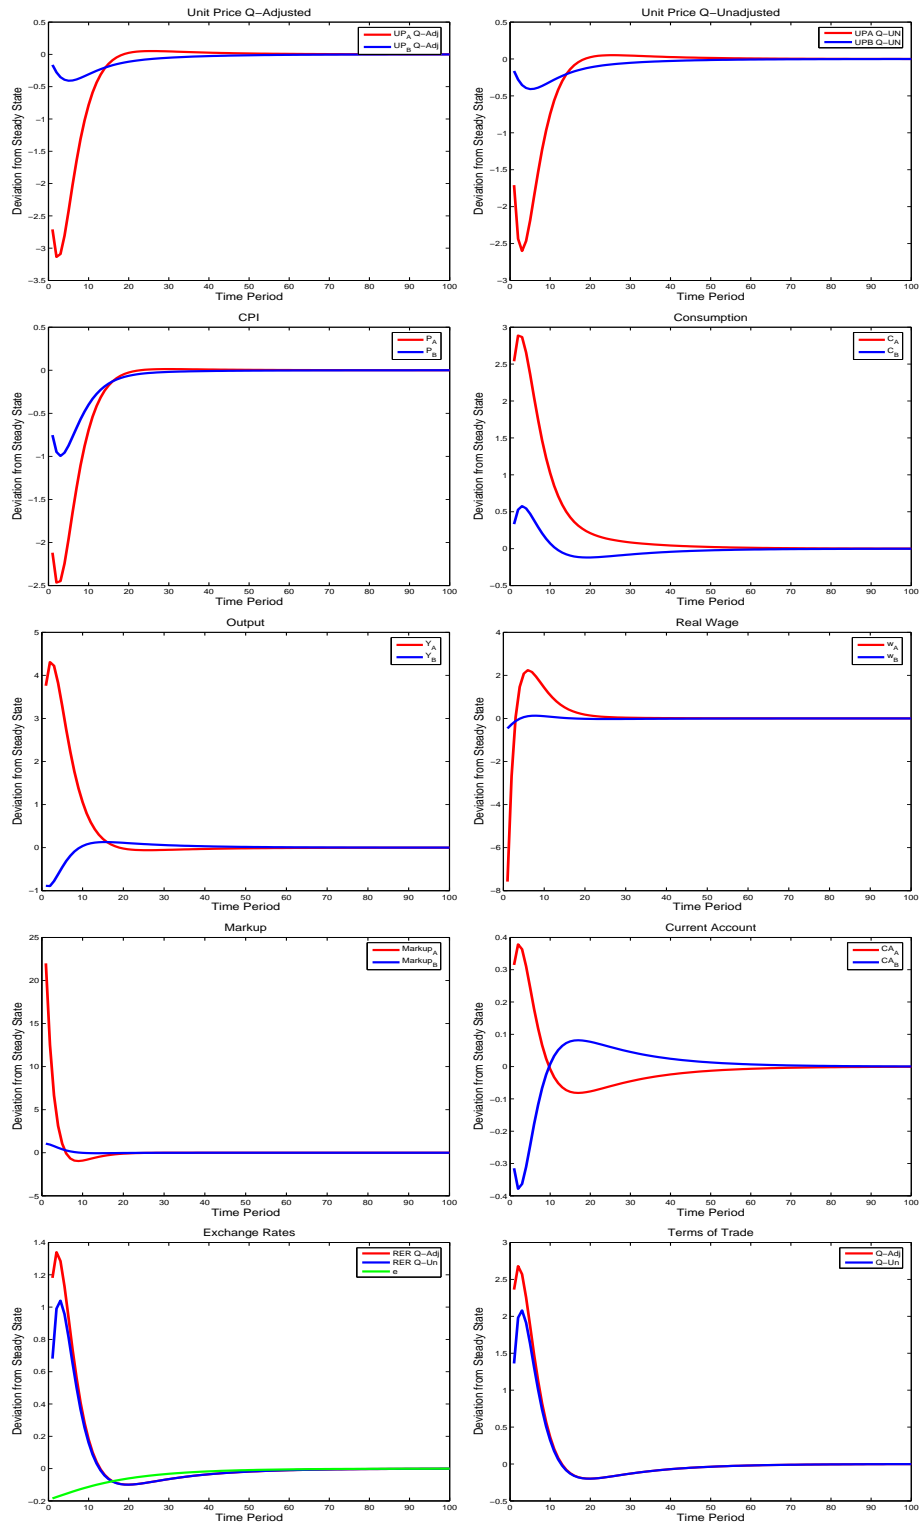 Unit Price Q−Adjusted
UP_A Q−Adj
UP_B Q−Adj
Deviation from Steady State
0.5
0
−0.5
−1
−1.5
−2
−2.5
−3
−3.5
0 10 20 30 40 50 60 70 80 90 100
Time Period
Unit Price Q−Unadjusted
UPA Q−UN
UPB Q−UN
Deviation from Steady State
0.5
0
−0.5
−1
−1.5
−2
−2.5
−3
0 10 20 30 40 50 60 70 80 90 100
Time Period
CPI
P_A
P_B
Deviation from Steady State
0.5
0
−0.5
−1
−1.5
−2
−2.5
0 10 20 30 40 50 60 70 80 90 100
Time Period
Consumption
C_A
C_B
Deviation from Steady State
3
2.5
2
1.5
1
0.5
0
−0.5
0 10 20 30 40 50 60 70 80 90 100
Time Period
Output
Y_A
Y_B
Deviation from Steady State
5
4
3
2
1
0
−1
0 10 20 30 40 50 60 70 80 90 100
Time Period
Real Wage
w_A
w_B
Deviation from Steady State
4
2
0
−2
−4
−6
−8
0 10 20 30 40 50 60 70 80 90 100
Time Period
Markup
Markup_A
Markup_B
Deviation from Steady State
25
20
15
10
5
0
−5
0 10 20 30 40 50 60 70 80 90 100
Time Period
Current Account
CA_A
CA_B
Deviation from Steady State
0.4
0.3
0.2
0.1
0
−0.1
−0.2
−0.3
−0.4
0 10 20 30 40 50 60 70 80 90 100
Time Period
Exchange Rates
RER Q−Adj
RER Q−Un
e
Deviation from Steady State
1.4
1.2
1
0.8
0.6
0.4
0.2
0
−0.2
0 10 20 30 40 50 60 70 80 90 100
Time Period
Terms of Trade
Q−Adj
Q−Un
Deviation from Steady State
3
2.5
2
1.5
1
0.5
0
−0.5
0 10 20 30 40 50 60 70 80 90 100
Time Period